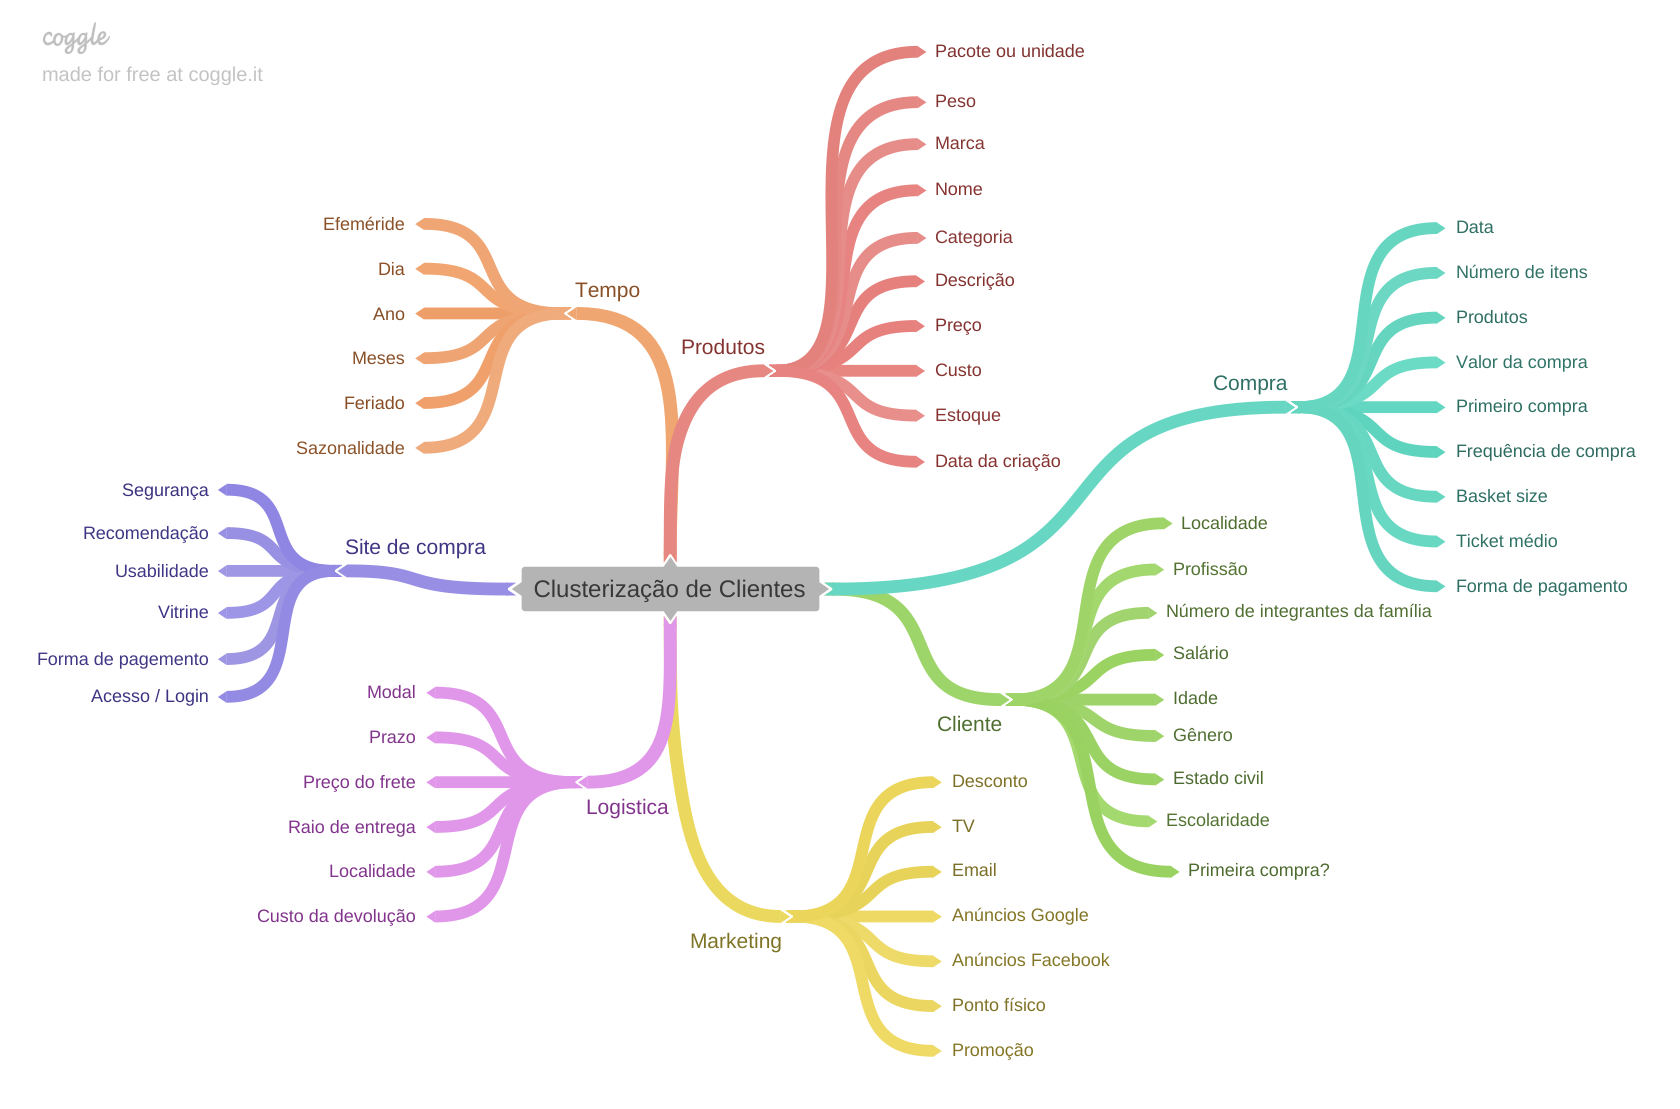 coggle
made for free at coggle.it
Clusterização de Clientes
Tempo
Efeméride
Dia
Ano
Meses
Feriado
Sazonalidade
Produtos
Pacote ou unidade
Peso
Marca
Nome
Categoria
Descrição
Preço
Custo
Estoque
Data da criação
Compra
Data
Número de itens
Produtos
Valor da compra
Primeiro compra
Frequência de compra
Basket size
Ticket médio
Forma de pagamento
Site de compra
Segurança
Recomendação
Usabilidade
Vitrine
Forma de pagemento
Acesso / Login
Cliente
Localidade
Profissão
Número de integrantes da família
Salário
Idade
Gênero
Estado civil
Escolaridade
Primeira compra?
Logistica
Modal
Prazo
Preço do frete
Raio de entrega
Localidade
Custo da devolução
Marketing
Desconto
TV
Email
Anúncios Google
Anúncios Facebook
Ponto físico
Promoção